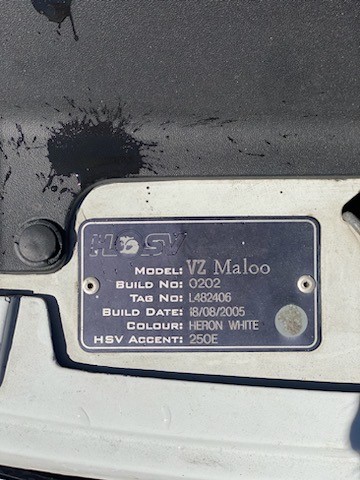 HSV
MODEL: VZ Maloo
BUILD NO: 0202
TAG NO: L482406
BUILD DATE: 18/08/2005
COLOUR: HERON WHITE
HSV ACCENT: 250E